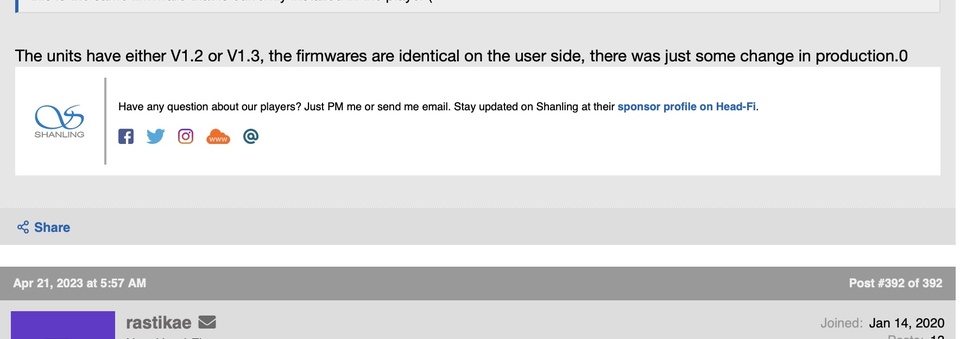 The units have either V1.2 or V1.3, the firmwares are identical on the user side, there was just some change in production.0
SHANLING
Have any question about our players? Just PM me or send me email. Stay updated on Shanling at their sponsor profile on Head-Fi.
www
@
Share
Apr 21, 2023 at 5:57 AM
Post #392 of 392
rastikae
Joined: Jan 14, 2020